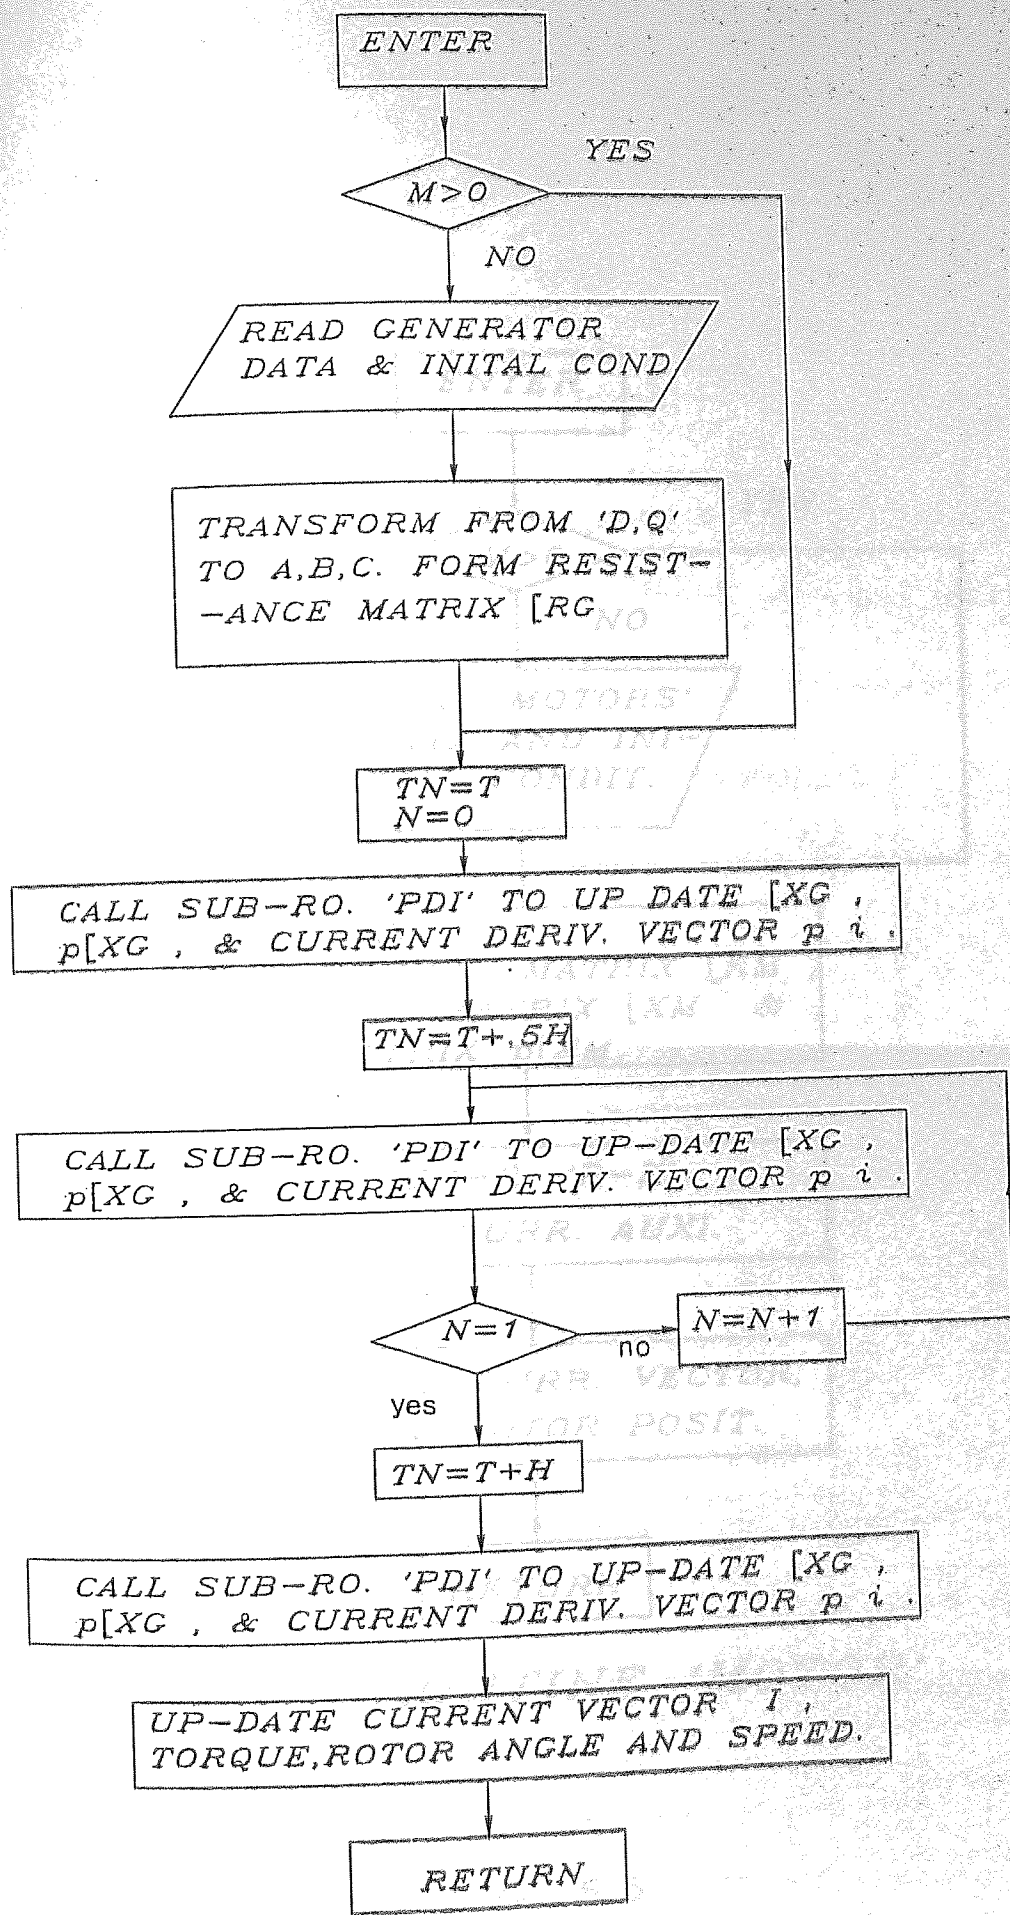 ENTER
YES
M>0
NO
READ GENERATOR
DATA & INITAL COND
TRANSFORM FROM 'D,Q'
TO A,B,C. FORM RESIST-
-ANCE MATRIX [RG
TN=T
N=0
CALL SUB-RO. 'PDI' TO UP DATE [XG ,
p[XG , & CURRENT DERIV. VECTOR p i .
TN=T+.5H
CALL SUB-RO. 'PDI' TO UP-DATE [XG ,
p[XG , & CURRENT DERIV. VECTOR p i .
N=1
no
N=N+1
yes
TN=T+H
CALL SUB-RO. 'PDI' TO UP-DATE [XG ,
p[XG , & CURRENT DERIV. VECTOR p i .
UP-DATE CURRENT VECTOR I ,
TORQUE,ROTOR ANGLE AND SPEED.
RETURN